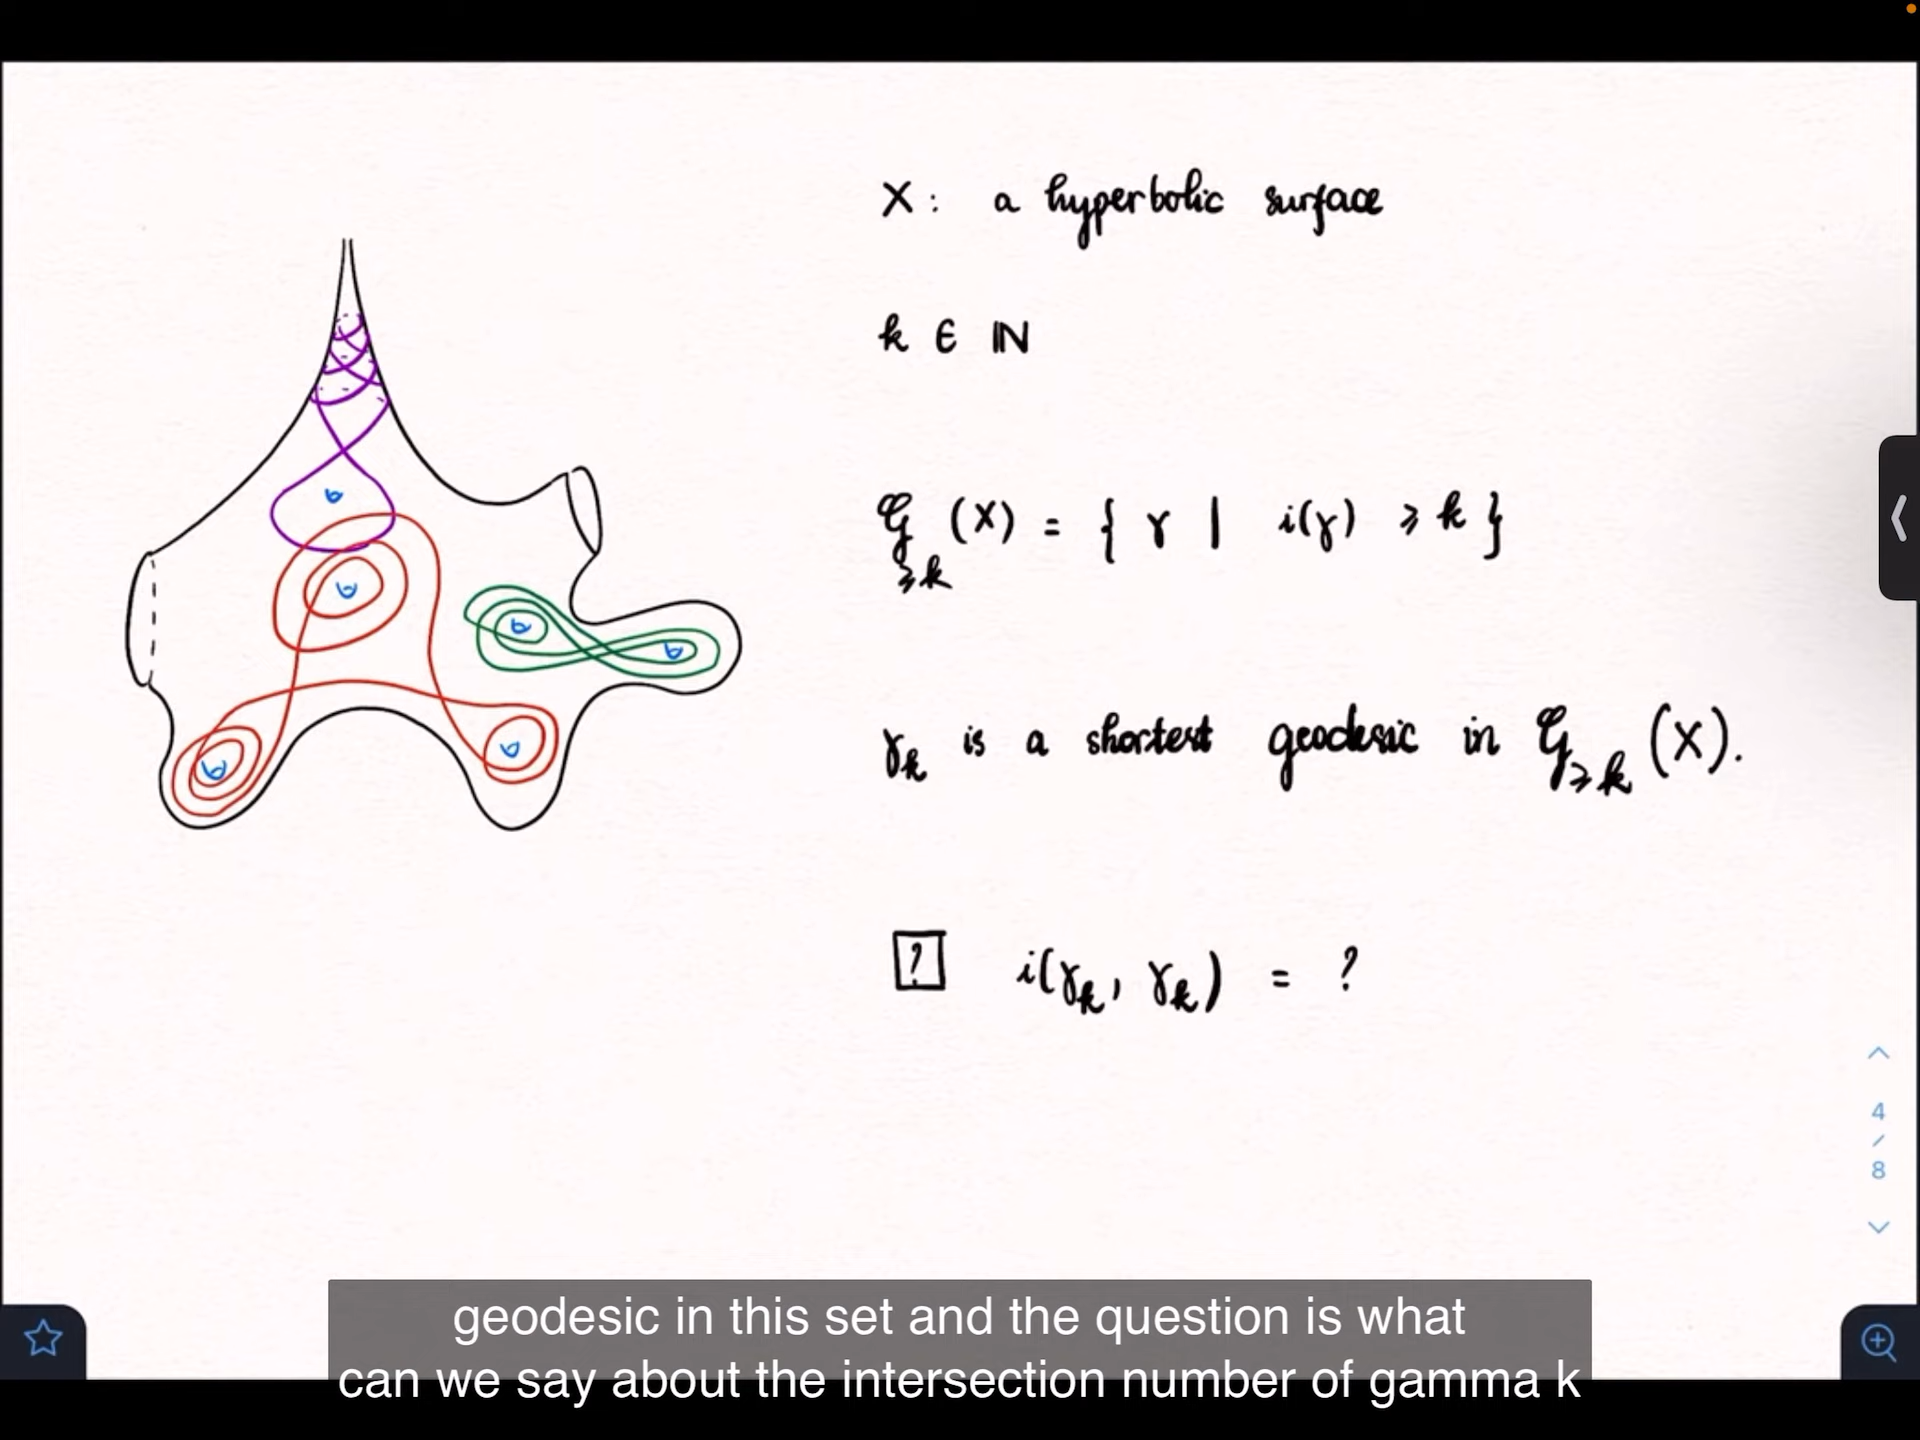 X : a hyperbolic surface
k ∈ ℕ
𝒢≥k (X) = { γ | i(γ) ≥ k }
γk is a shortest geodesic in 𝒢≥k (X).
? i(γk, γk) = ?
4
/
8
geodesic in this set and the question is what
can we say about the intersection number of gamma k